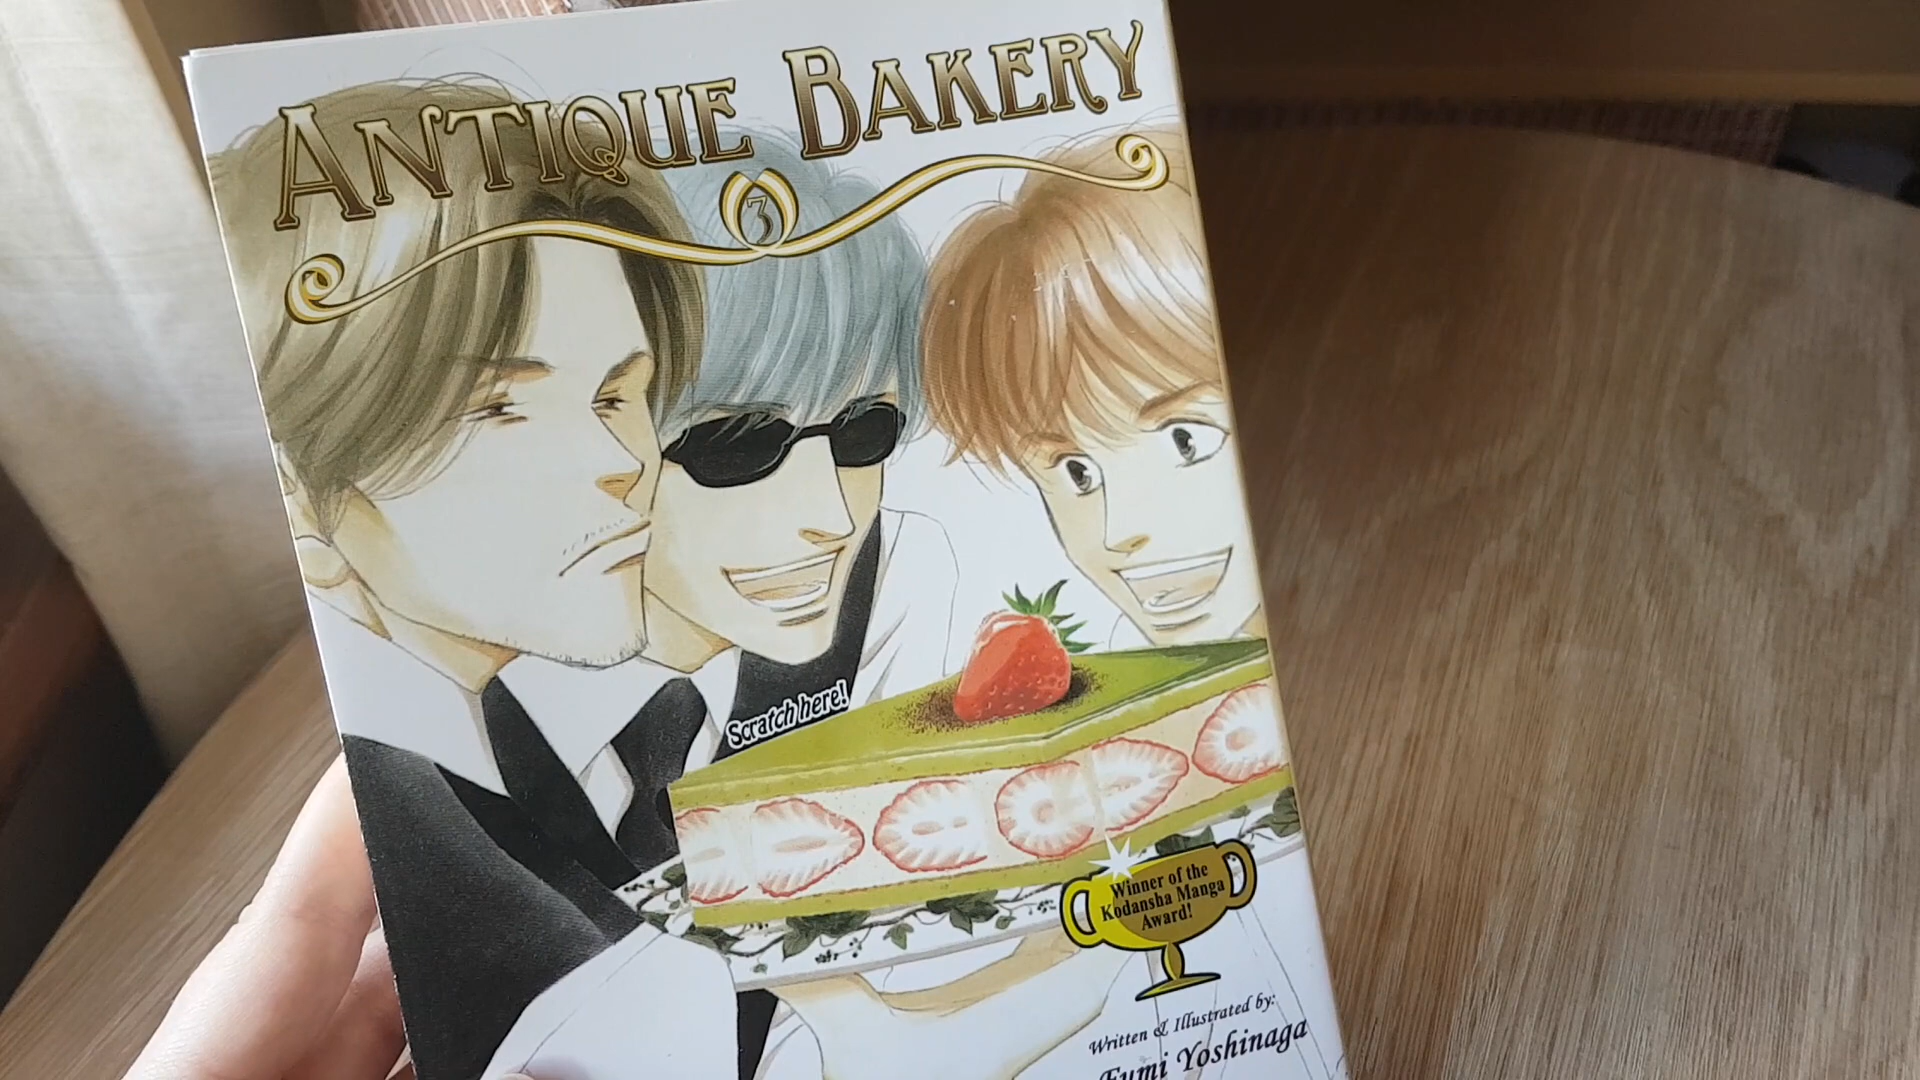 ANTIQUE BAKERY
3
Scratch here!
Winner of the
Kodansha Manga
Award!
Written & Illustrated by:
Fumi Yoshinaga